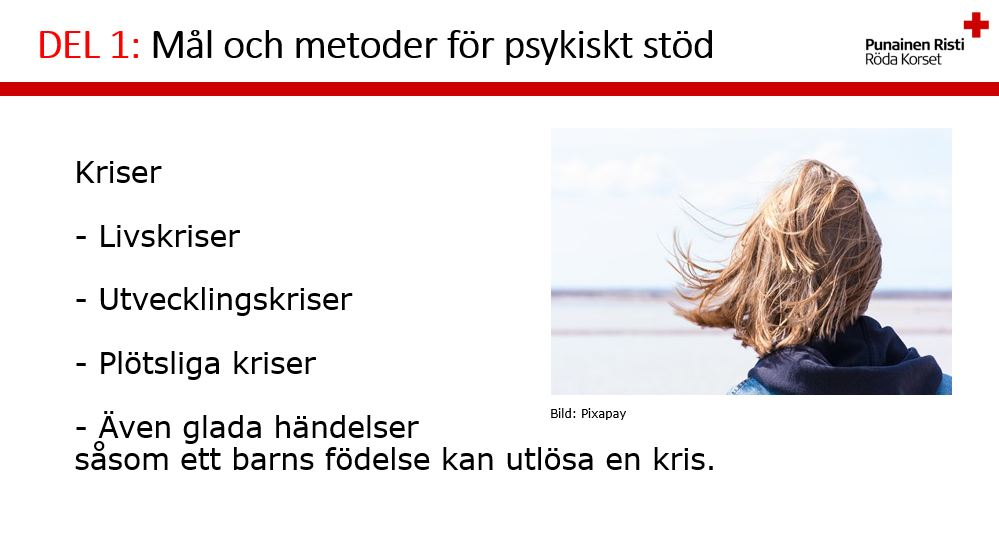 DEL 1: Mål och metoder för psykiskt stöd
Punainen Risti
Röda Korset
Kriser
- Livskriser
- Utvecklingskriser
- Plötsliga kriser
- Även glada händelser
såsom ett barns födelse kan utlösa en kris.
Bild: Pixapay